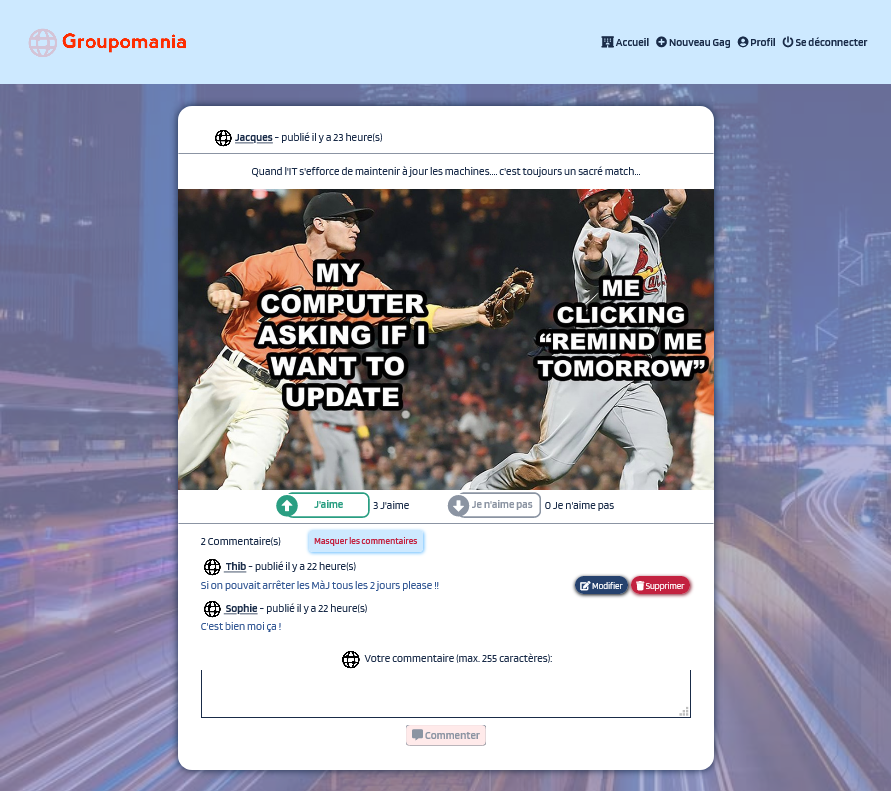 Groupomania
Accueil Nouveau Gag Profil Se déconnecter
Jacques - publié il y a 23 heure(s)
Quand l'IT s'efforce de maintenir à jour les machines.... c'est toujours un sacré match...
MY
COMPUTER
ASKING IF I
WANT TO
UPDATE
ME
CLICKING
“REMIND ME
TOMORROW”
J'aime 3 J'aime Je n'aime pas 0 Je n'aime pas
2 Commentaire(s) Masquer les commentaires
Thib - publié il y a 22 heure(s)
Si on pouvait arrêter les MàJ tous les 2 jours please !! Modifier Supprimer
Sophie - publié il y a 22 heure(s)
C'est bien moi ça !
Votre commentaire (max. 255 caractères):
Commenter